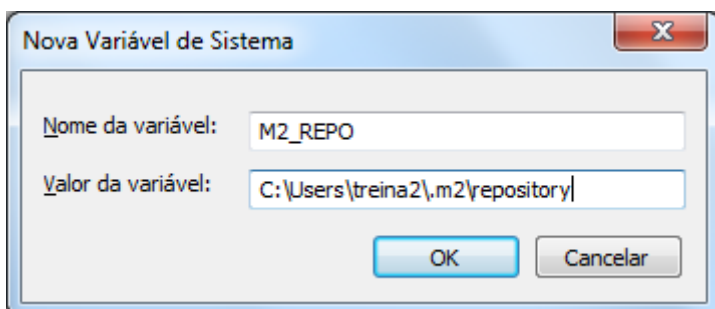 Nova Variável de Sistema
Nome da variável: M2_REPO
Valor da variável: C:\Users\treina2\.m2\repository
OK Cancelar